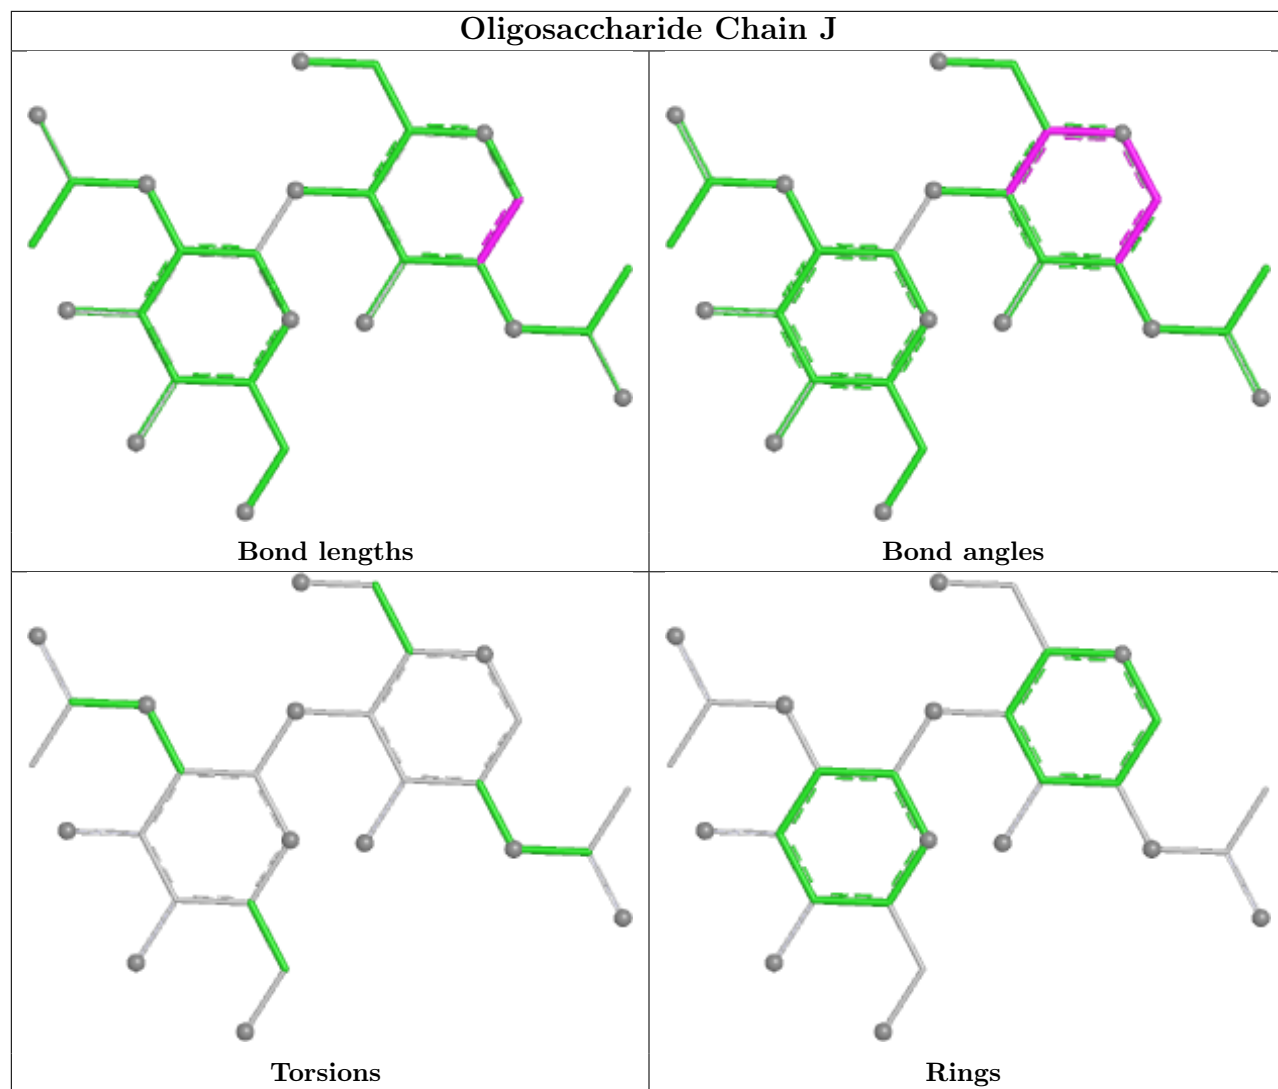 Oligosaccharide Chain J
Bond lengths
Bond angles
Torsions
Rings